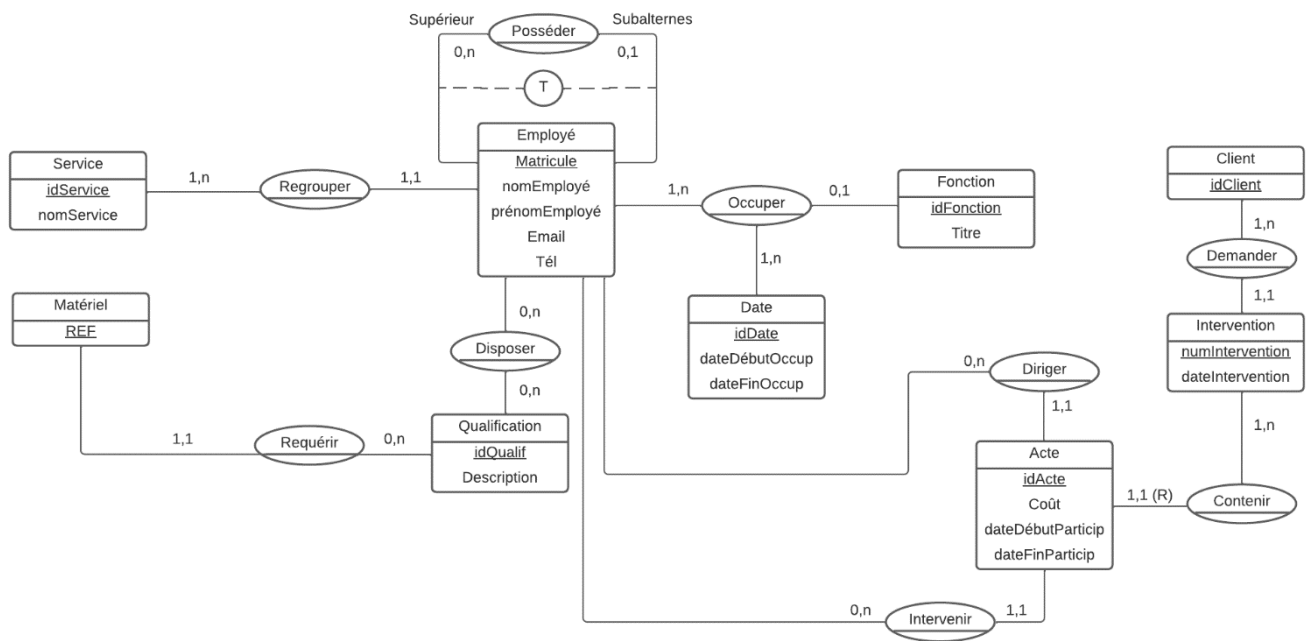 Supérieur
Posséder
Subalternes
0,n
0,1
T
Employé
Matricule
nomEmployé
prénomEmployé
Email
Tél
Service
idService
nomService
1,n
Regrouper
1,1
1,n
Occuper
0,1
Fonction
idFonction
Titre
Client
idClient
1,n
Demander
1,1
Intervention
numIntervention
dateIntervention
1,n
Date
idDate
dateDébutOccup
dateFinOccup
Matériel
REF
0,n
Disposer
0,n
1,1
Requérir
0,n
Qualification
idQualif
Description
0,n
Diriger
1,1
Acte
idActe
Coût
dateDébutParticip
dateFinParticip
1,1 (R)
Contenir
1,n
0,n
Intervenir
1,1